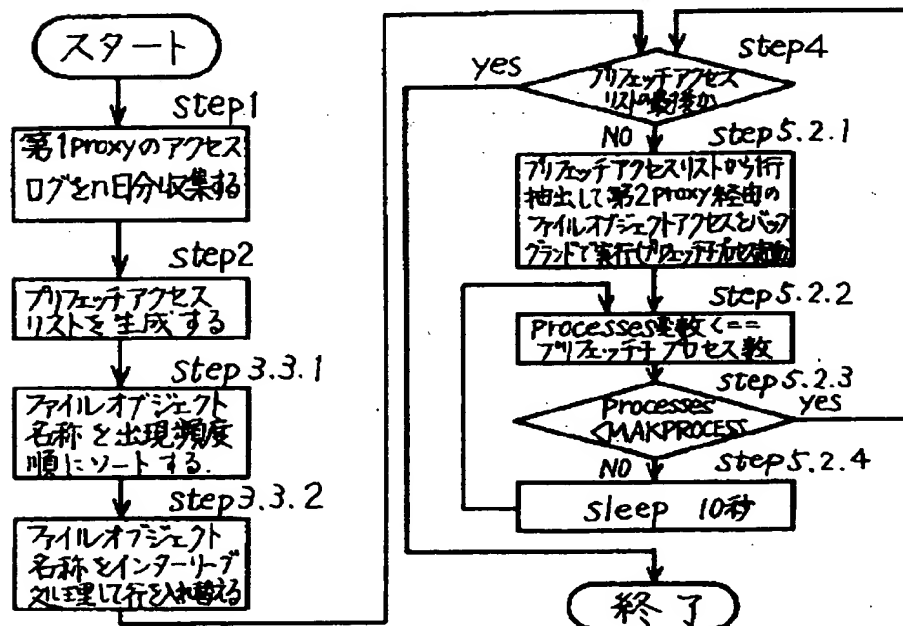 スタート
step1
第1proxyのアクセス
ログをn日分収集する
step2
プリフェッチアクセス
リストを生成する
step3.3.1
ファイルオブジェクト
名称と出現頻度
順にソートする.
step3.3.2
ファイルオブジェクト
名称をインターリーブ
処理して行を入れ替える
step4
yes
プリフェッチアクセス
リストの最後か
NO
step5.2.1
プリフェッチアクセスリストから1行
抽出して第2proxy経由の
ファイルオブジェクトアクセスをバック
グランドで実行(プリフェッチ子プロセス起動)
step5.2.2
processes変数<==
プリフェッチ子プロセス数
step5.2.3
processes
<MAKPROCESS
yes
NO
step5.2.4
sleep 10秒
終了